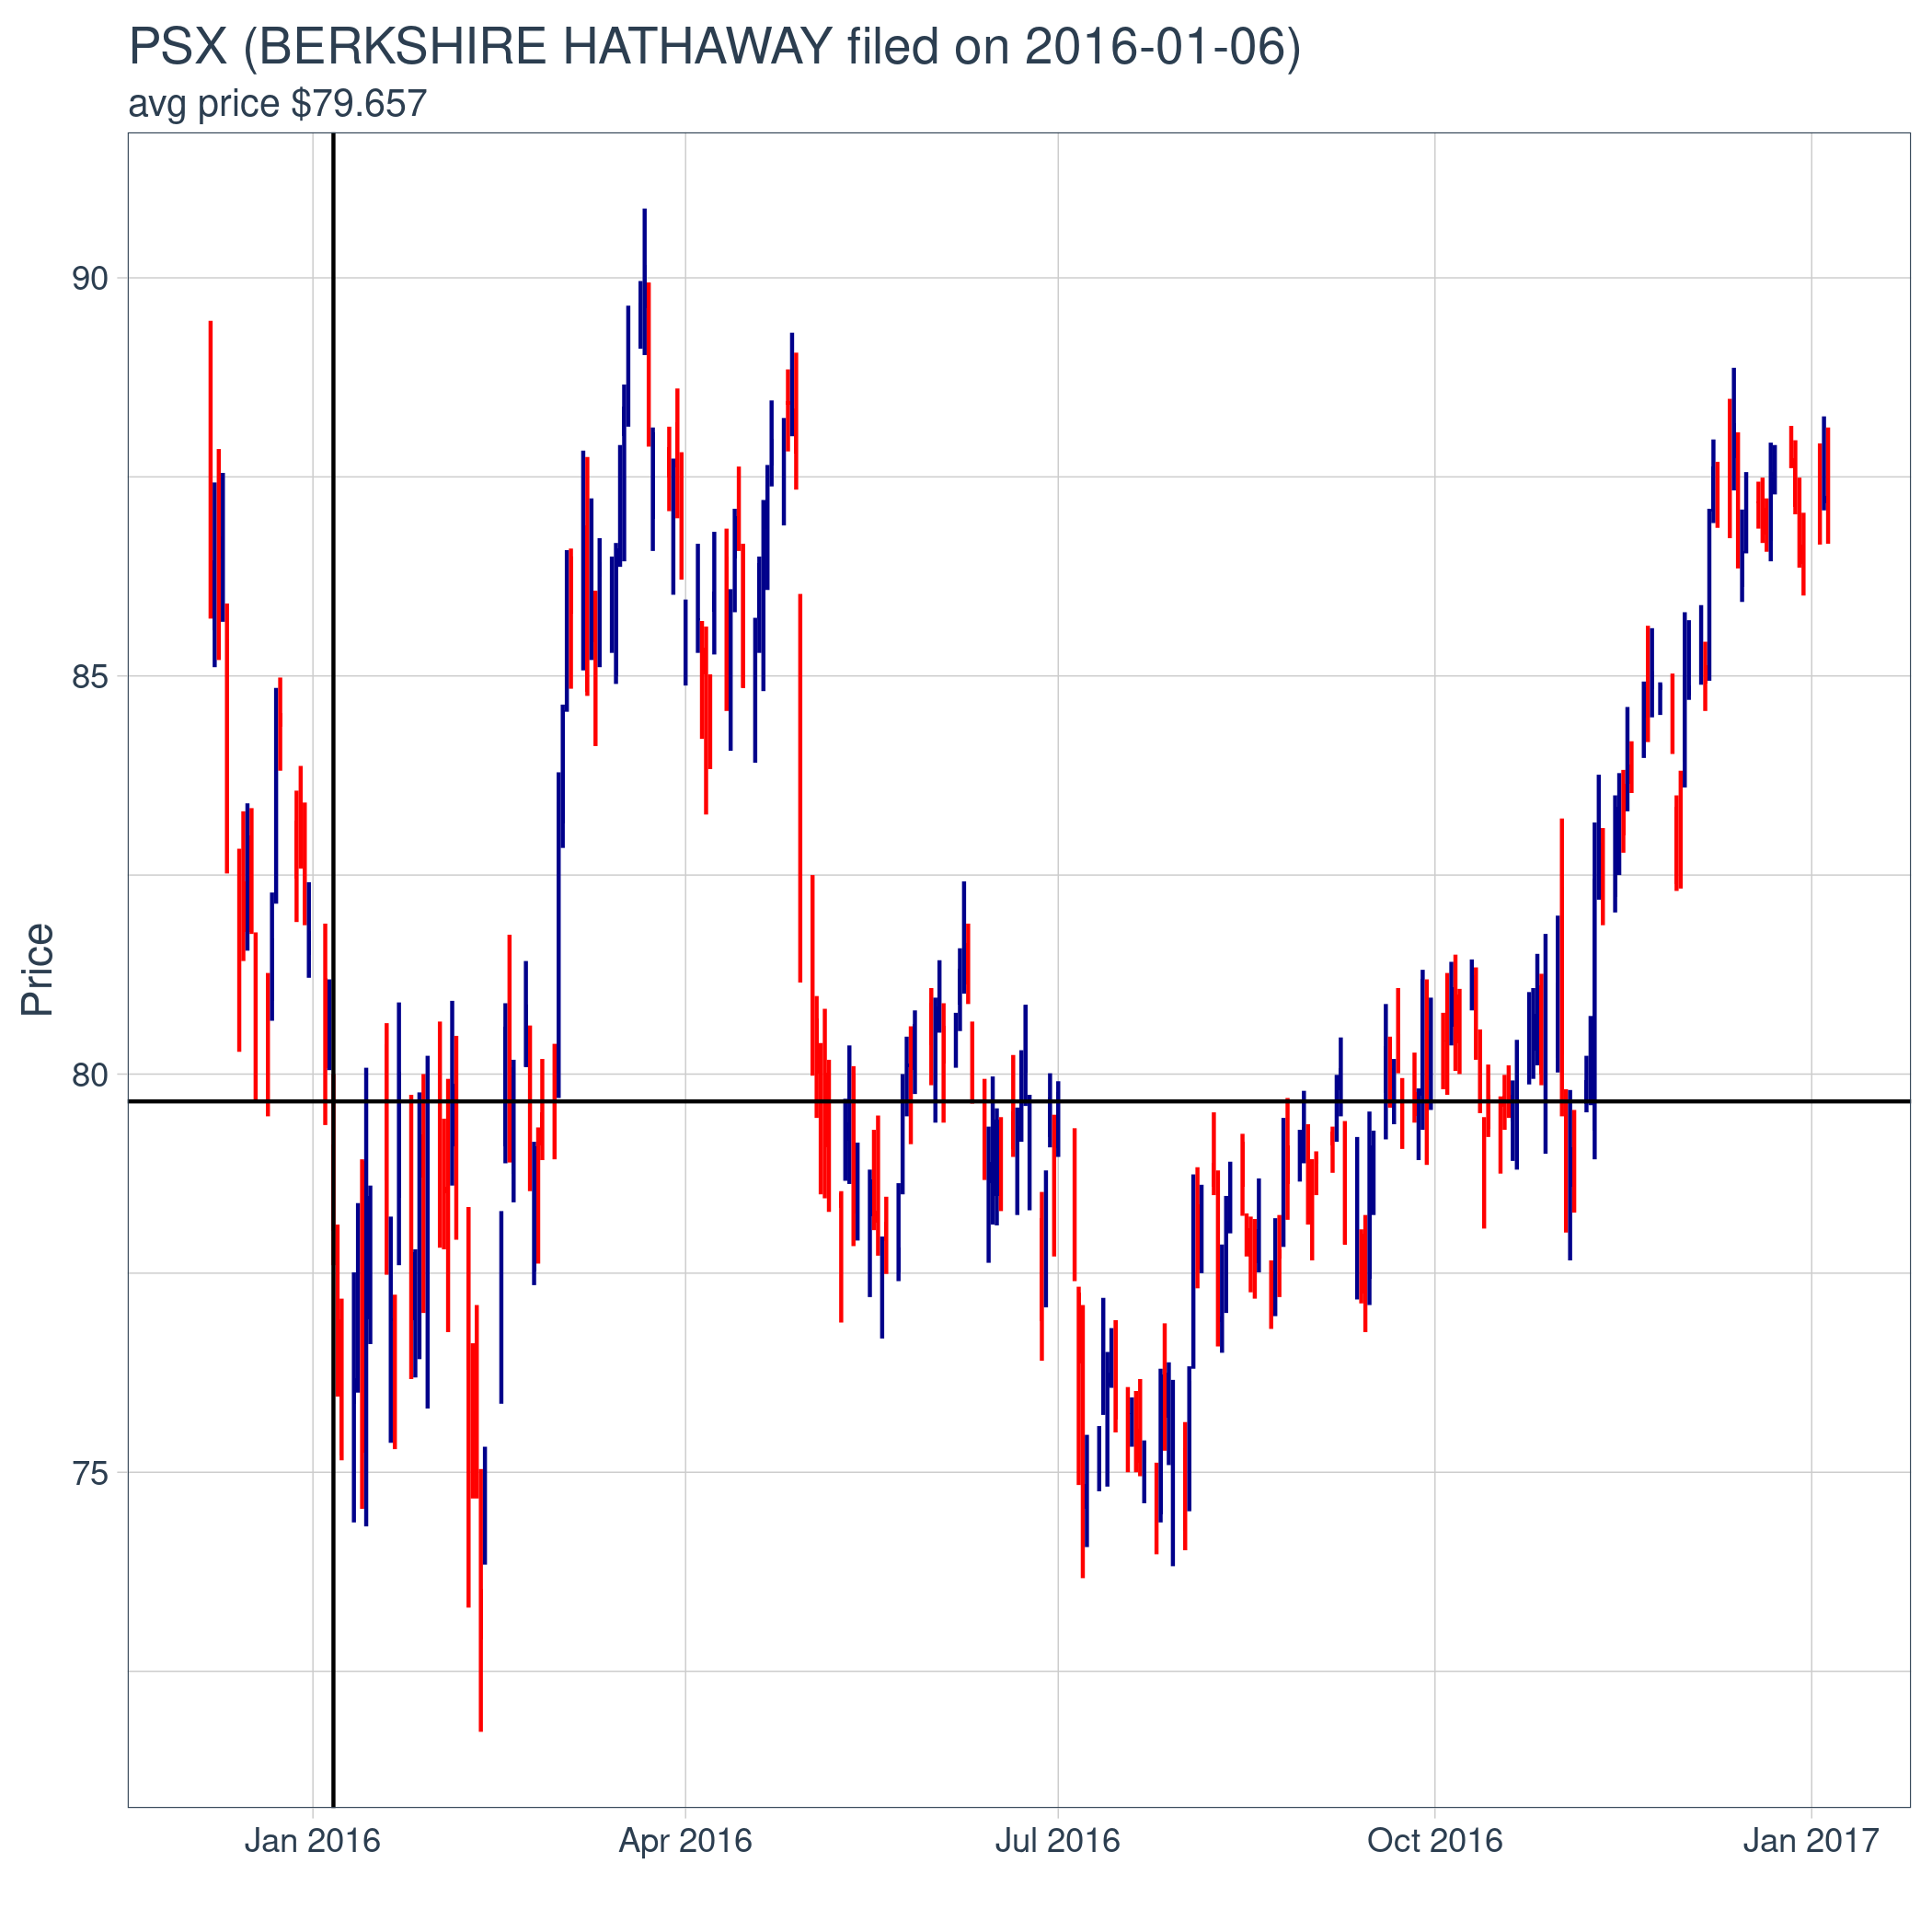 PSX (BERKSHIRE HATHAWAY filed on 2016-01-06)
avg price $79.657
Price
90
85
80
75
Jan 2016 Apr 2016 Jul 2016 Oct 2016 Jan 2017